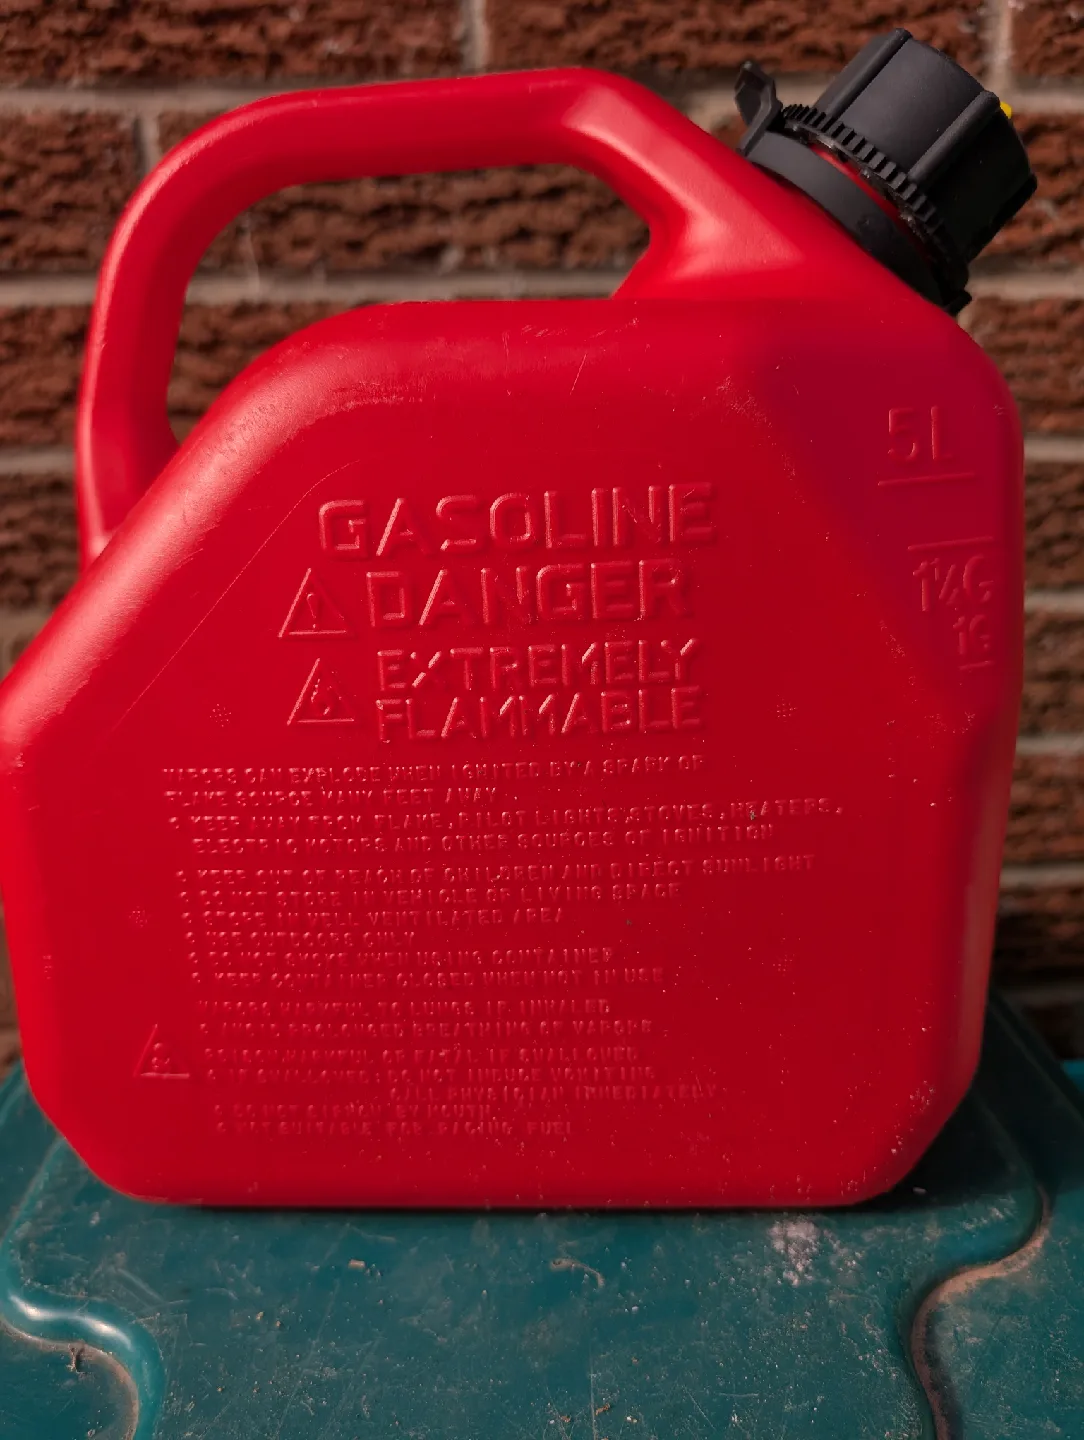 5L
GASOLINE
DANGER
EXTREMELY
FLAMMABLE
1¼G
1G
VAPORS CAN EXPLODE WHEN IGNITED BY A SPARK OR
FLAME SOURCE MANY FEET AWAY
KEEP AWAY FROM FLAME, PILOT LIGHTS, STOVES, HEATERS,
ELECTRIC MOTORS AND OTHER SOURCES OF IGNITION
KEEP OUT OF REACH OF CHILDREN AND DIRECT SUNLIGHT
DO NOT STORE IN VEHICLE OR LIVING SPACE
STORE IN WELL VENTILATED AREA
USE OUTDOORS ONLY
DO NOT SMOKE WHEN USING CONTAINER
KEEP CONTAINER CLOSED WHEN NOT IN USE
VAPORS HARMFUL TO LUNGS IF INHALED
AVOID PROLONGED BREATHING OF VAPORS
POISON, HARMFUL OR FATAL IF SWALLOWED
IF SWALLOWED: DO NOT INDUCE VOMITING
CALL PHYSICIAN IMMEDIATELY
DO NOT SIPHON BY MOUTH
NOT SUITABLE FOR RACING FUEL